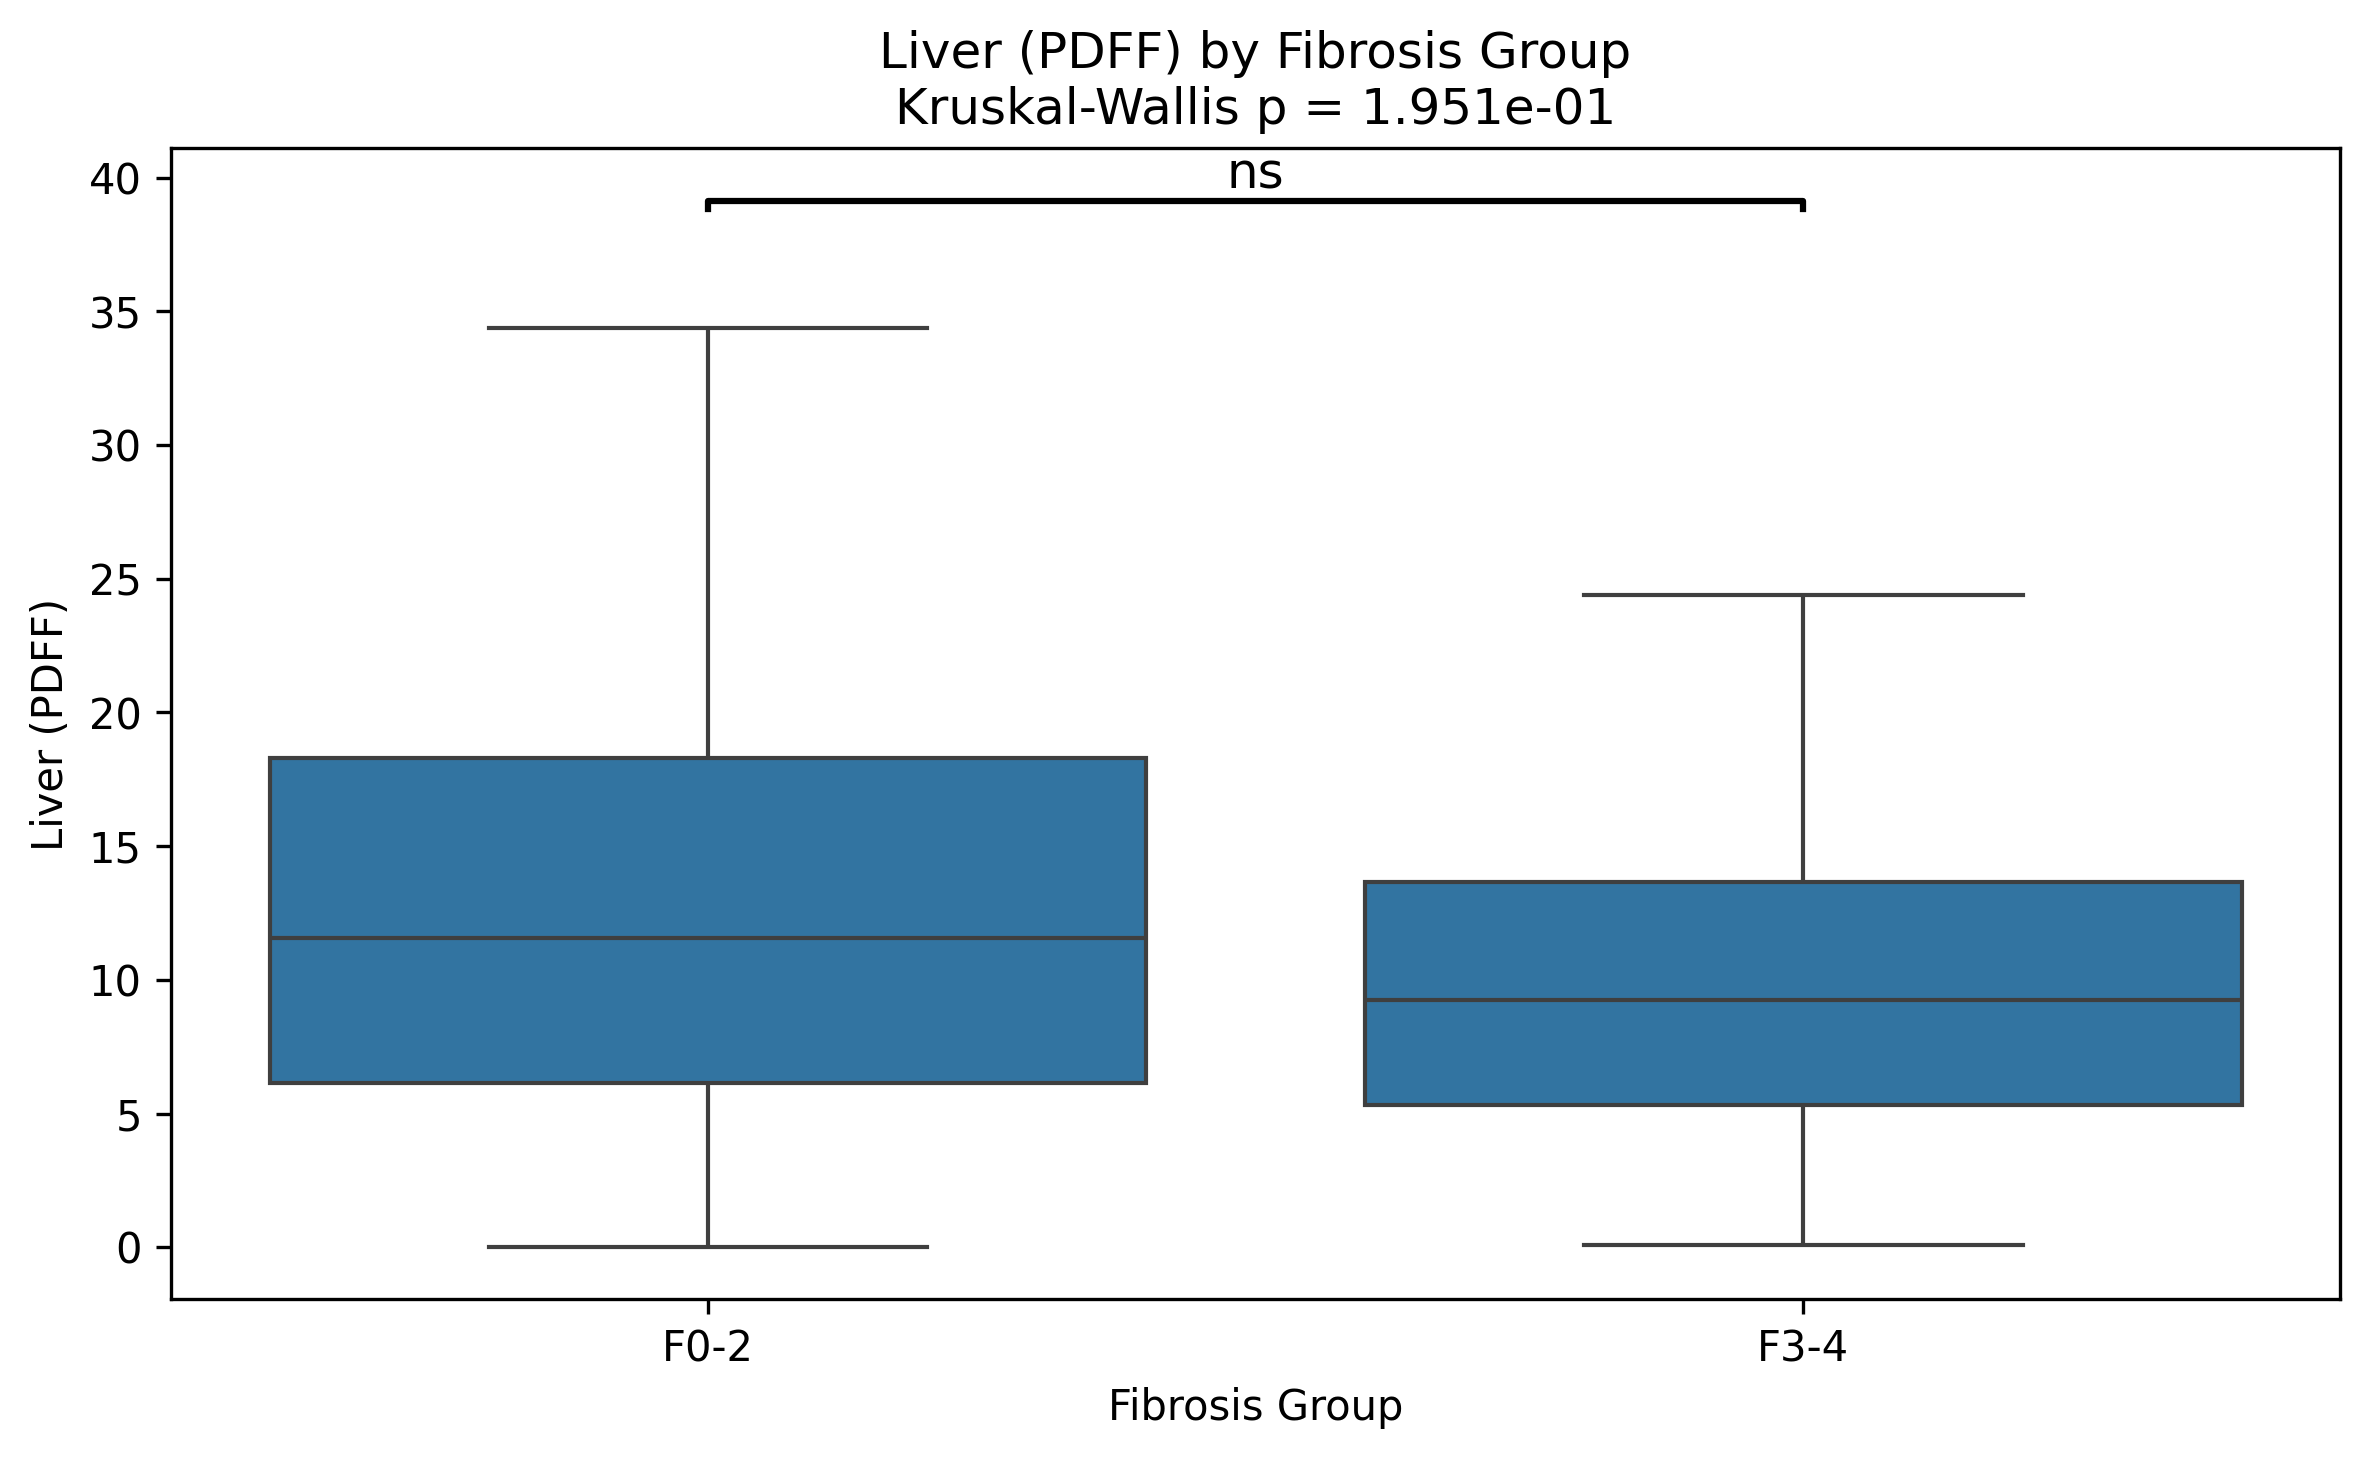 Liver (PDFF) by Fibrosis Group
Kruskal-Wallis p = 1.951e-01
ns
40
35
30
25
20
15
10
5
0
Liver (PDFF)
F0-2
F3-4
Fibrosis Group